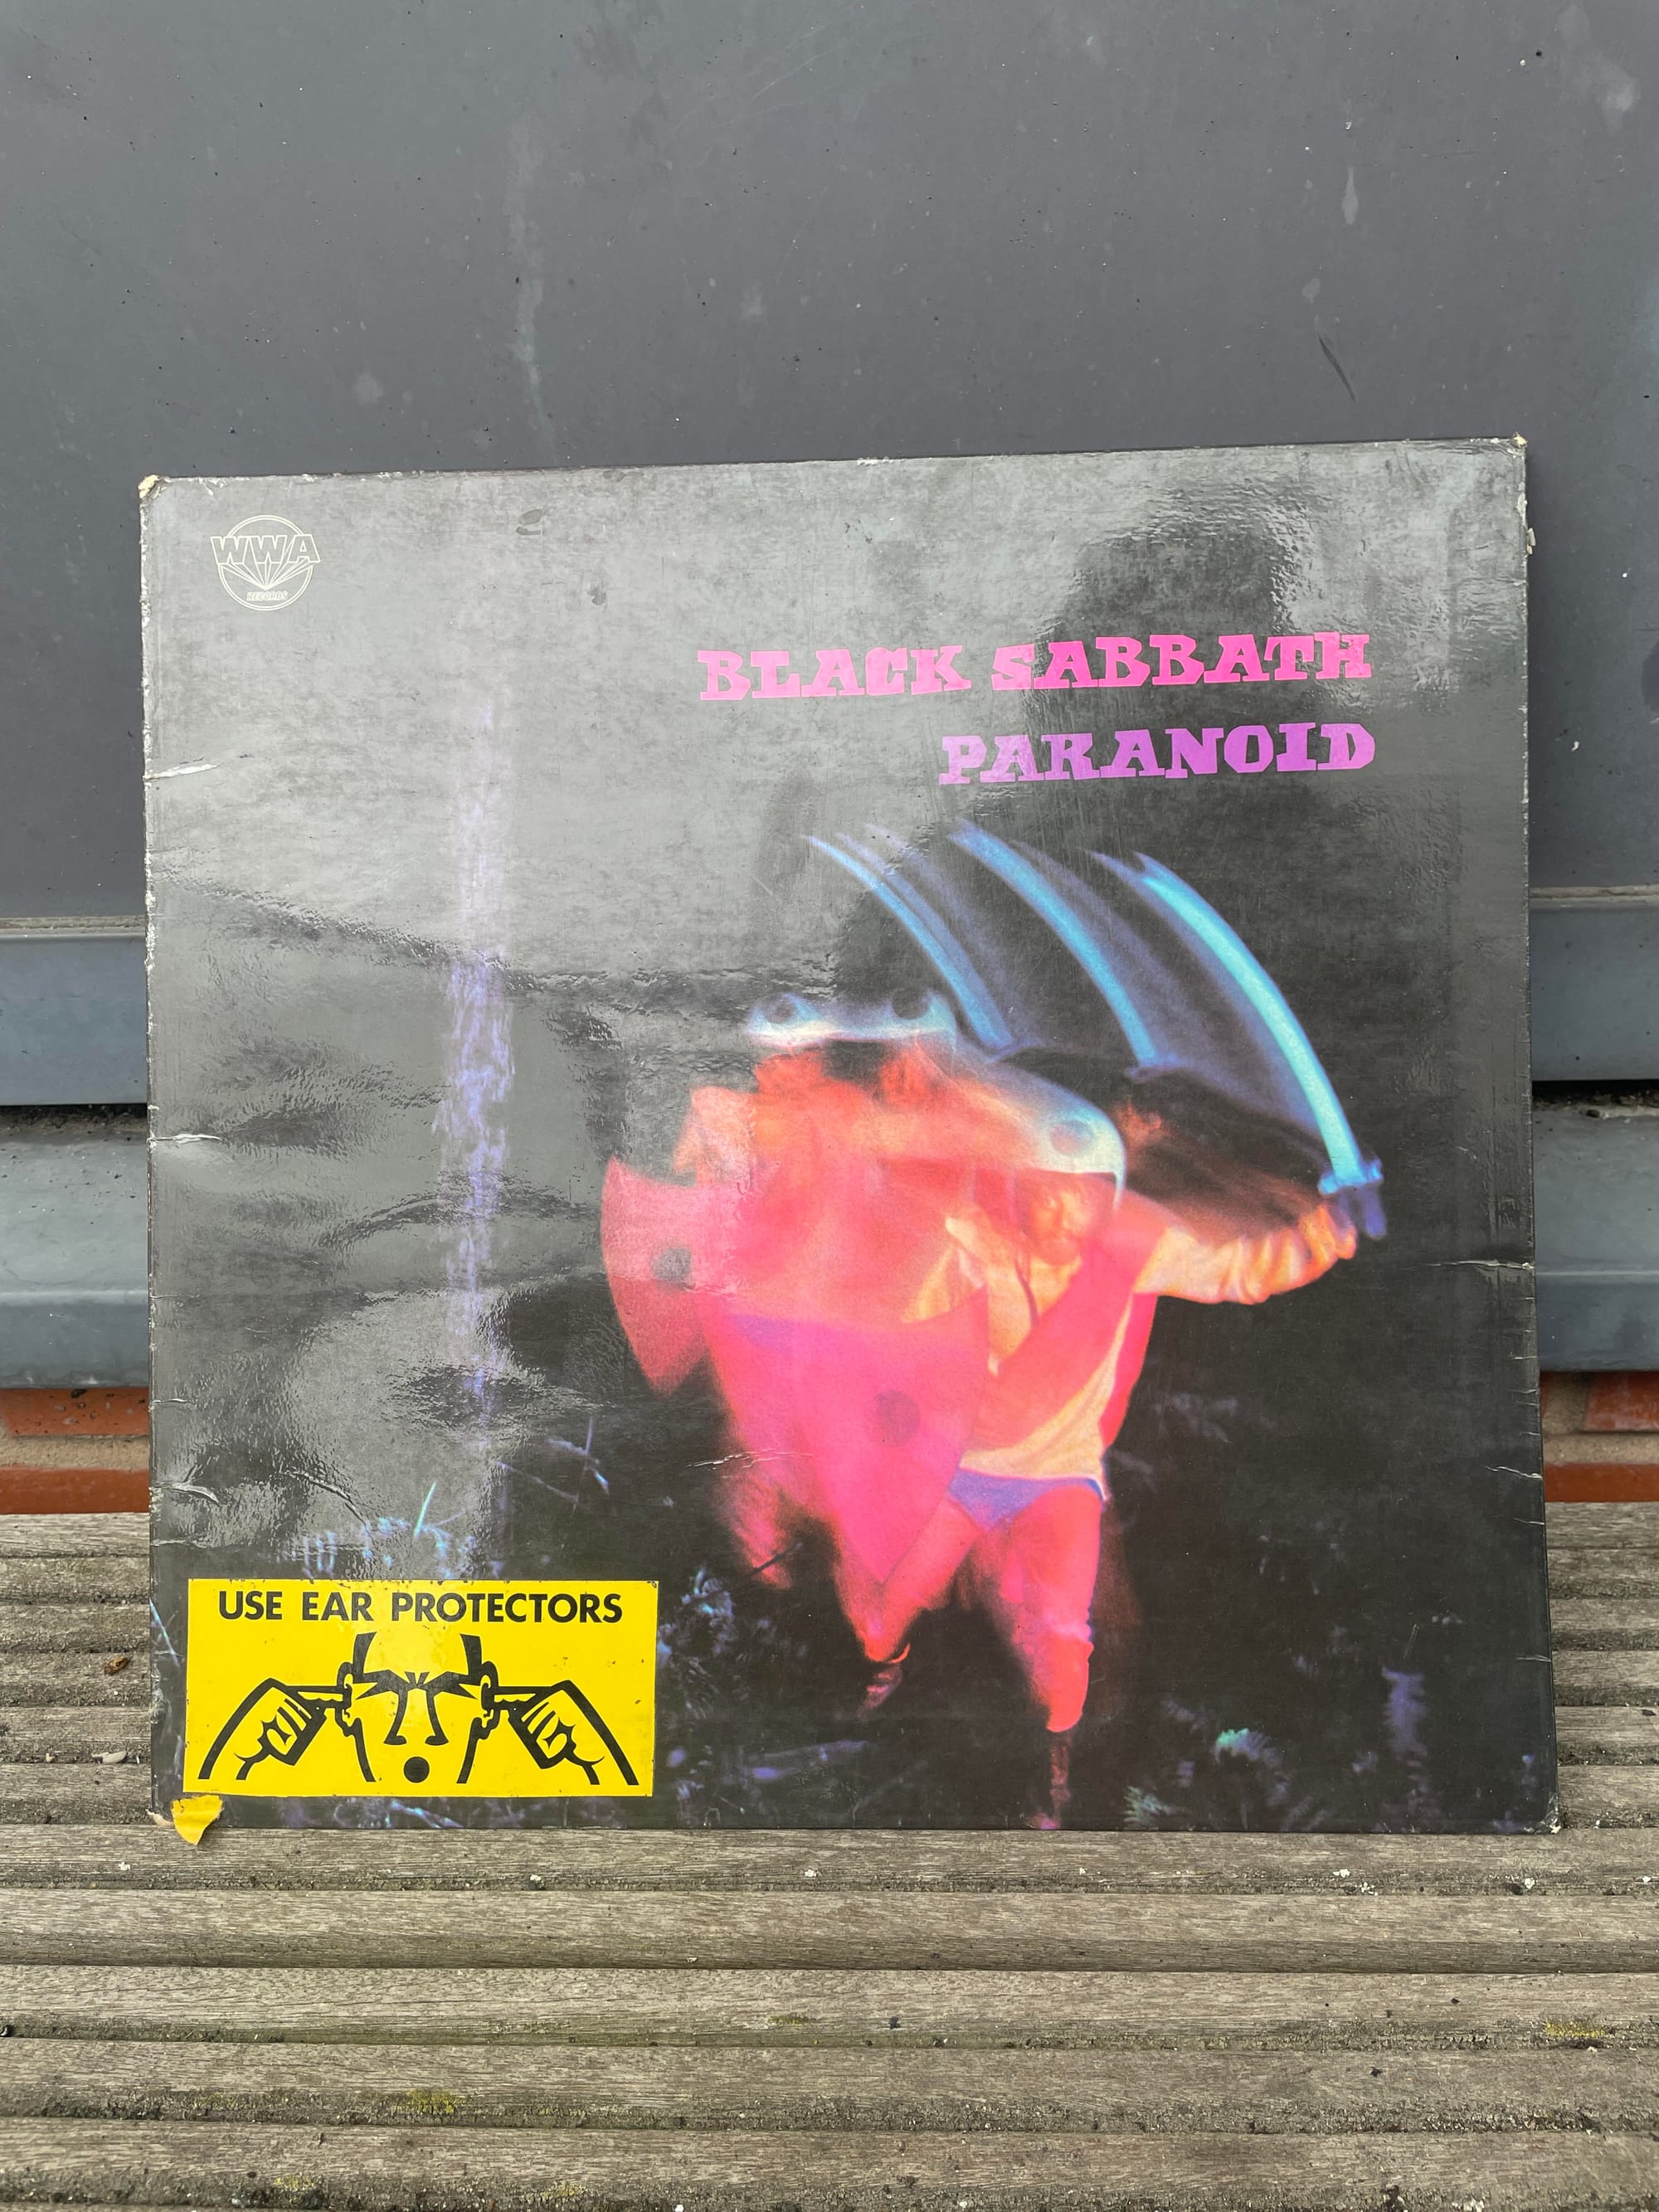 WWA
RECORDS
BLACK SABBATH
PARANOID
USE EAR PROTECTORS